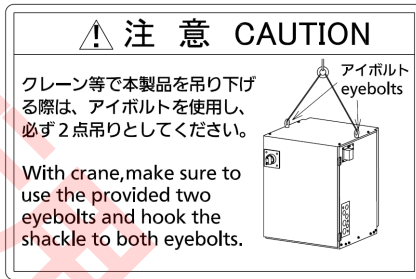 注 意 CAUTION
クレーン等で本製品を吊り下げ
る際は、アイボルトを使用し、
必ず２点吊りとしてください。
アイボルト
eyebolts
With crane,make sure to
use the provided two
eyebolts and hook the
shackle to both eyebolts.